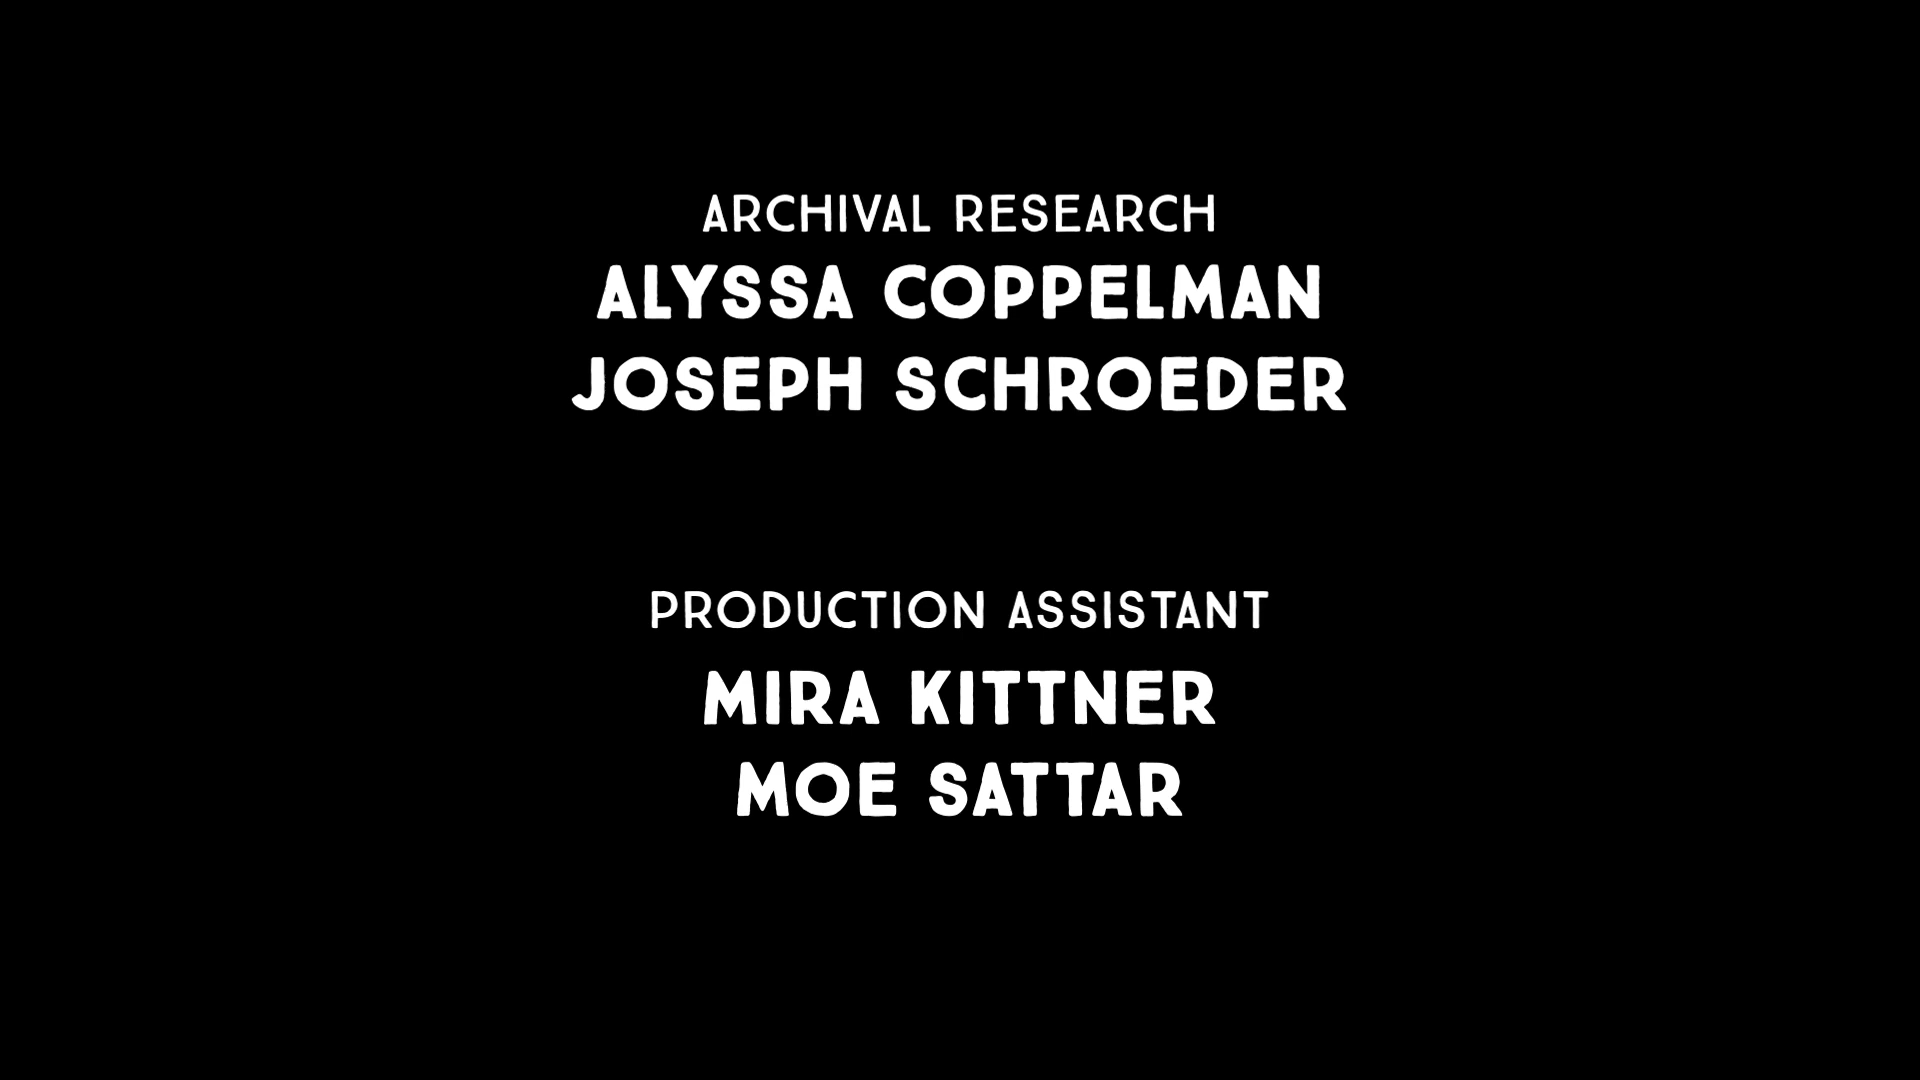 ARCHIVAL RESEARCH
ALYSSA COPPELMAN
JOSEPH SCHROEDER
PRODUCTION ASSISTANT
MIRA KITTNER
MOE SATTAR